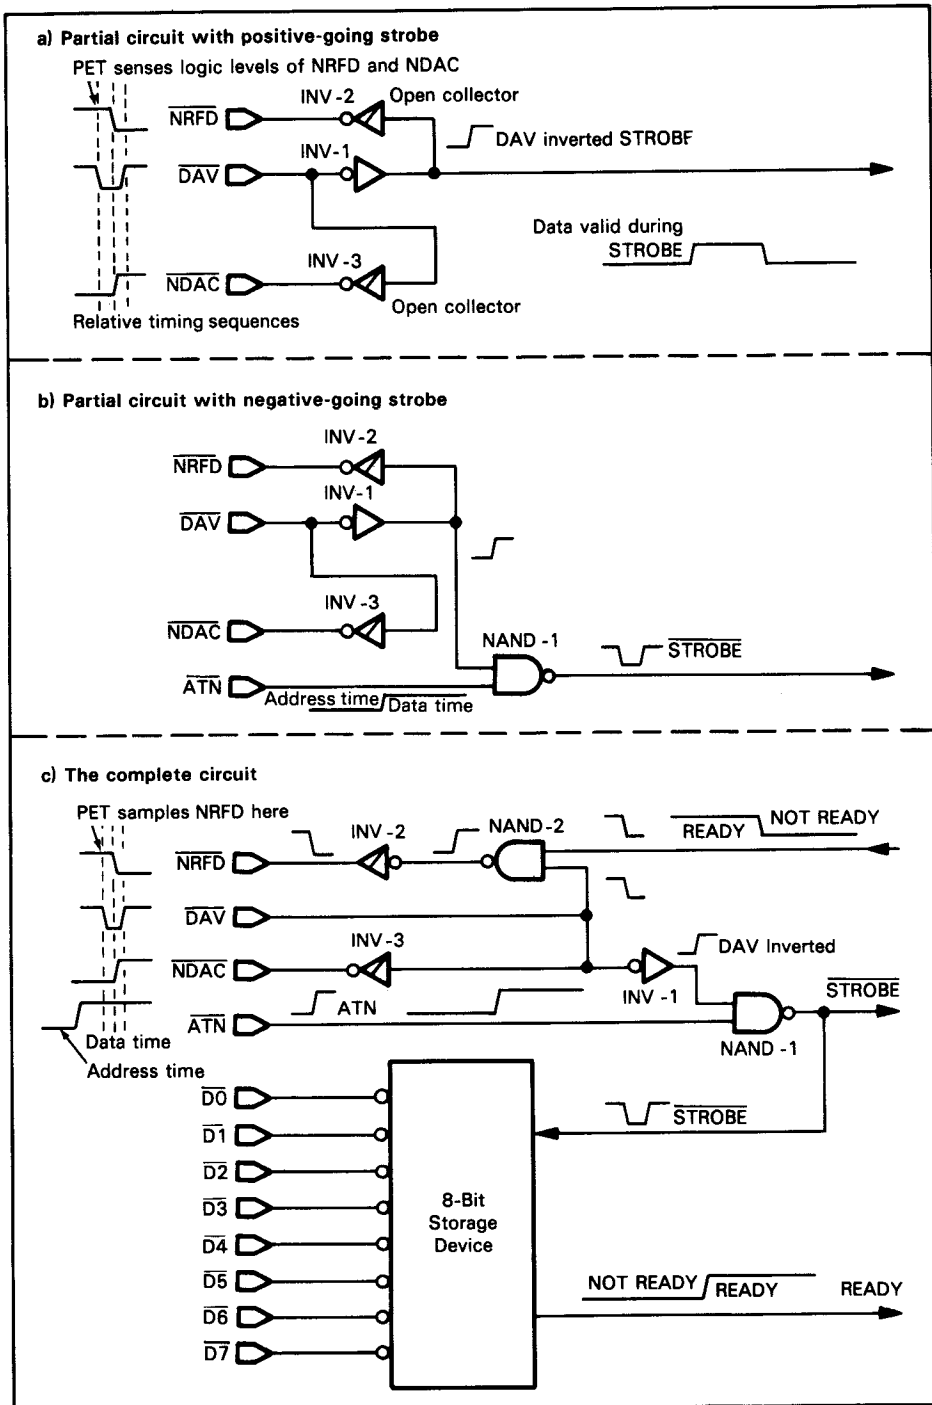 a) Partial circuit with positive-going strobe
PET senses logic levels of NRFD and NDAC
INV-2
Open collector
NRFD
DAV inverted STROBF
INV-1
DAV
Data valid during
STROBE
INV-3
NDAC
Open collector
Relative timing sequences
b) Partial circuit with negative-going strobe
INV-2
NRFD
INV-1
DAV
INV-3
NDAC
NAND-1
STROBE
ATN
Address time
Data time
c) The complete circuit
PET samples NRFD here
INV-2
NAND-2
READY
NOT READY
NRFD
DAV
INV-3
DAV Inverted
NDAC
INV-1
STROBE
ATN
ATN
NAND-1
Data time
Address time
D0
D1
D2
D3
D4
D5
D6
D7
STROBE
8-Bit
Storage
Device
NOT READY
READY
READY